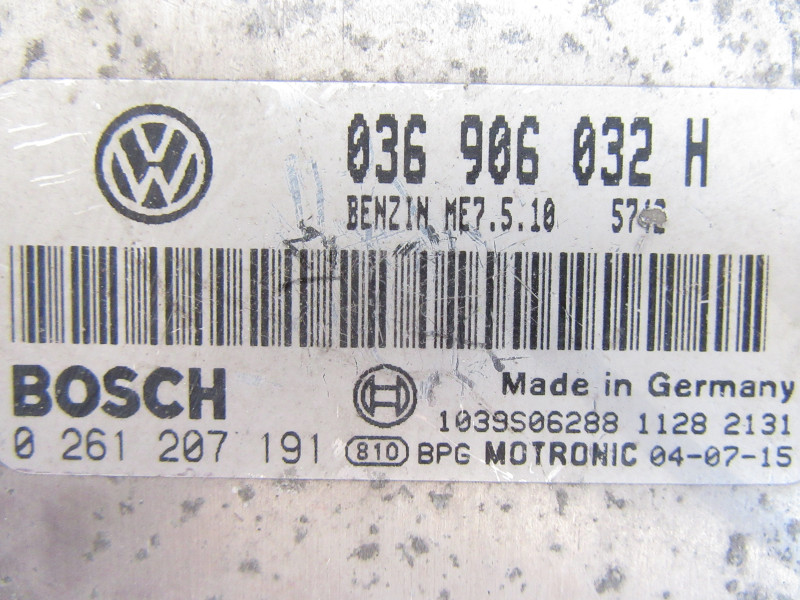 036 906 032 H
BENZIN ME7.5.10
BOSCH
Made in Germany
1039S06288 1128 2131
0 261 207 191 810 BPG MOTRONIC 04-07-15